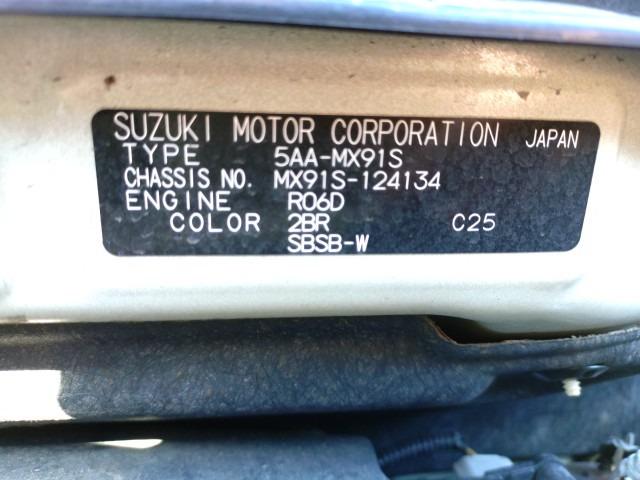 SUZUKI MOTOR CORPORATION JAPAN
TYPE 5AA-MX91S
CHASSIS NO. MX91S-124134
ENGINE R06D
COLOR 2BR C25
SBSB-W